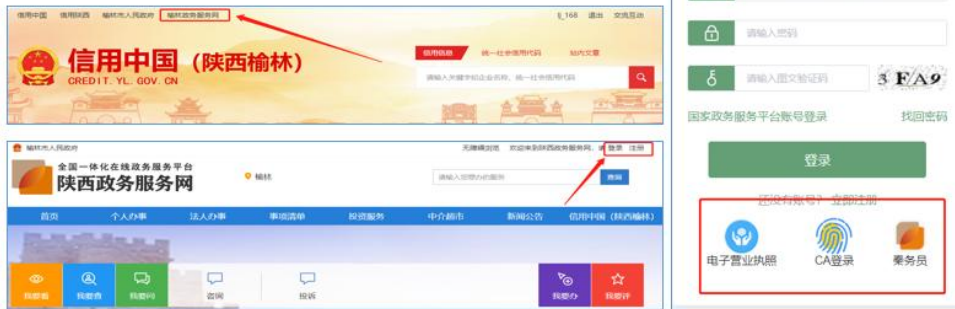 信用中国 信用陕西 榆林市人民政府 榆林政务服务网
lj_168 退出 交流互动
信用中国（陕西榆林）
CREDIT. YL. GOV. CN
信用信息 统一社会信用代码 站内文章
请输入关键字如企业名称、统一社会信用代码
榆林市人民政府
无障碍浏览 欢迎来到陕西政务服务网，请 登录 注册
全国一体化在线政务服务平台
陕西政务服务网
榆林
请输入您想办的服务
查询
首页 个人办事 法人办事 事项清单 投资服务 中介超市 新闻公告 信用中国（陕西榆林）
我要看 我要查 我要问 咨询 投诉 我要办 我要评
请输入密码
请输入图文验证码
3 FA9
国家政务服务平台账号登录 找回密码
登录
还没有账号？ 立即注册
电子营业执照 CA登录 秦务员